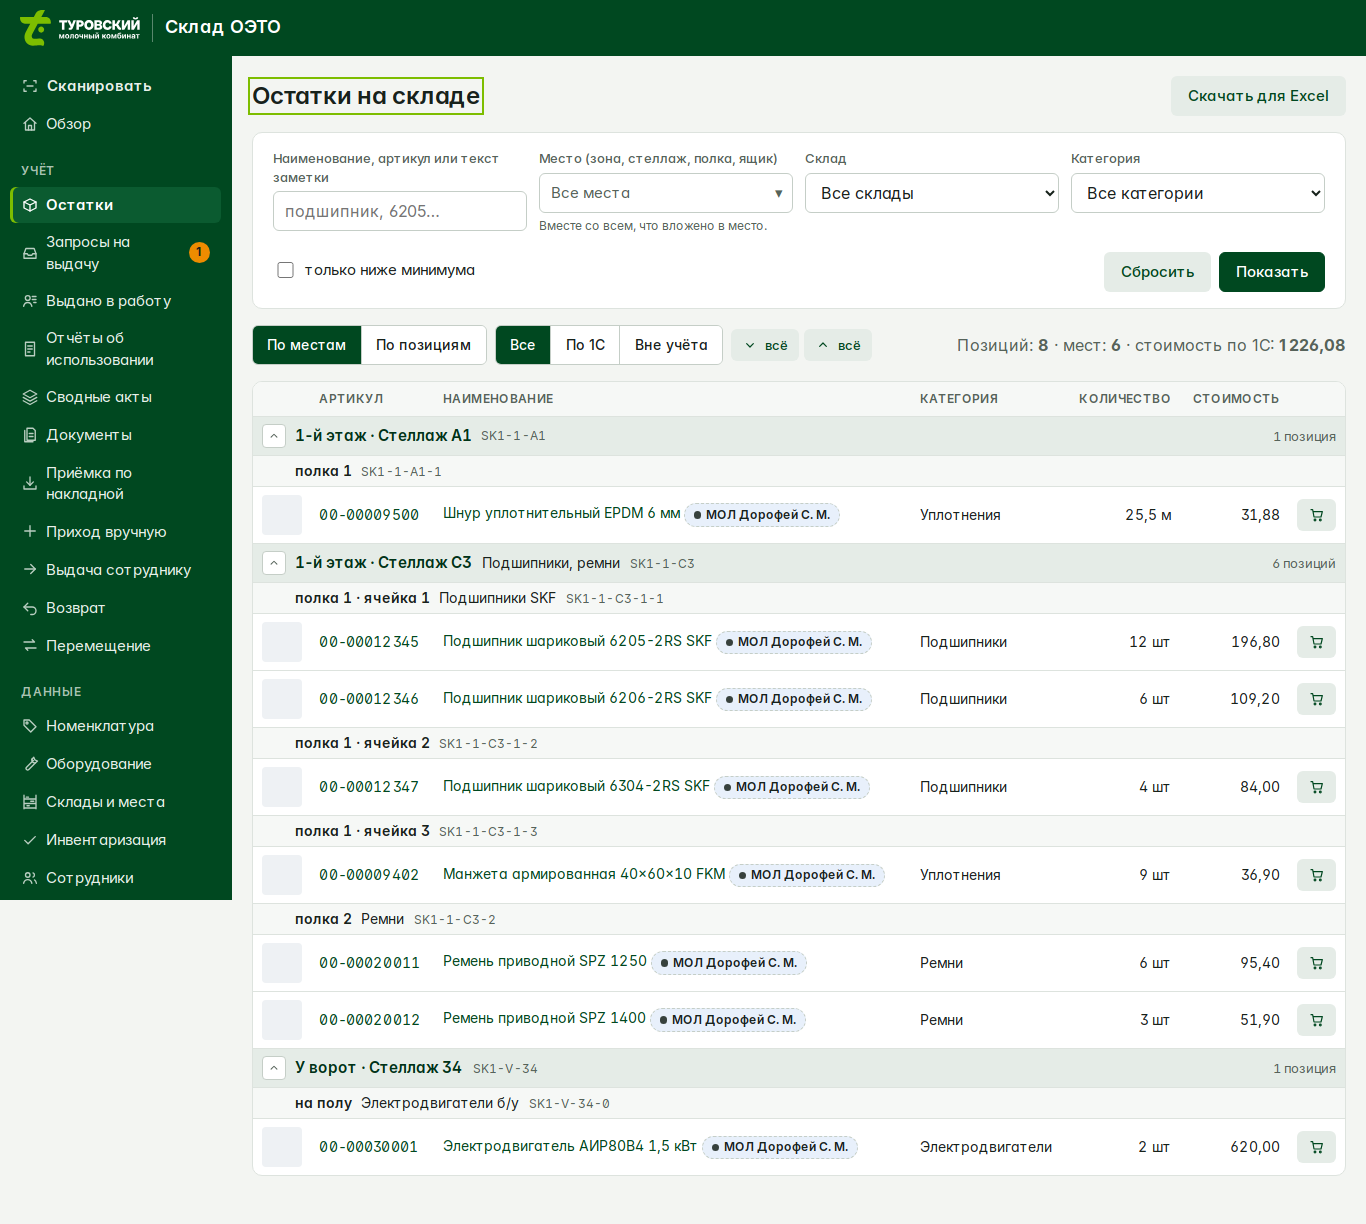 ТУРОВСКИЙ
молочный комбинат
Склад ОЭТО
Сканировать
Обзор
УЧЁТ
Остатки
Запросы на
выдачу
1
Выдано в работу
Отчёты об
использовании
Сводные акты
Документы
Приёмка по
накладной
Приход вручную
Выдача сотруднику
Возврат
Перемещение
ДАННЫЕ
Номенклатура
Оборудование
Склады и места
Инвентаризация
Сотрудники
Остатки на складе
Скачать для Excel
Наименование, артикул или текст
заметки
подшипник, 6205...
Место (зона, стеллаж, полка, ящик)
Все места
Вместе со всем, что вложено в место.
Склад
Все склады
Категория
Все категории
только ниже минимума
Сбросить
Показать
По местам
По позициям
Все
По 1С
Вне учёта
всё
всё
Позиций: 8 · мест: 6 · стоимость по 1С: 1 226,08
АРТИКУЛ НАИМЕНОВАНИЕ КАТЕГОРИЯ КОЛИЧЕСТВО СТОИМОСТЬ
1-й этаж · Стеллаж А1 SK1-1-A1 1 позиция
полка 1 SK1-1-A1-1
00-00009500 Шнур уплотнительный EPDM 6 мм МОЛ Дорофей С. М. Уплотнения 25,5 м 31,88
1-й этаж · Стеллаж С3 Подшипники, ремни SK1-1-C3 6 позиций
полка 1 · ячейка 1 Подшипники SKF SK1-1-C3-1-1
00-00012345 Подшипник шариковый 6205-2RS SKF МОЛ Дорофей С. М. Подшипники 12 шт 196,80
00-00012346 Подшипник шариковый 6206-2RS SKF МОЛ Дорофей С. М. Подшипники 6 шт 109,20
полка 1 · ячейка 2 SK1-1-C3-1-2
00-00012347 Подшипник шариковый 6304-2RS SKF МОЛ Дорофей С. М. Подшипники 4 шт 84,00
полка 1 · ячейка 3 SK1-1-C3-1-3
00-00009402 Манжета армированная 40×60×10 FKM МОЛ Дорофей С. М. Уплотнения 9 шт 36,90
полка 2 Ремни SK1-1-C3-2
00-00020011 Ремень приводной SPZ 1250 МОЛ Дорофей С. М. Ремни 6 шт 95,40
00-00020012 Ремень приводной SPZ 1400 МОЛ Дорофей С. М. Ремни 3 шт 51,90
У ворот · Стеллаж 34 SK1-V-34 1 позиция
на полу Электродвигатели б/у SK1-V-34-0
00-00030001 Электродвигатель АИР80В4 1,5 кВт МОЛ Дорофей С. М. Электродвигатели 2 шт 620,00